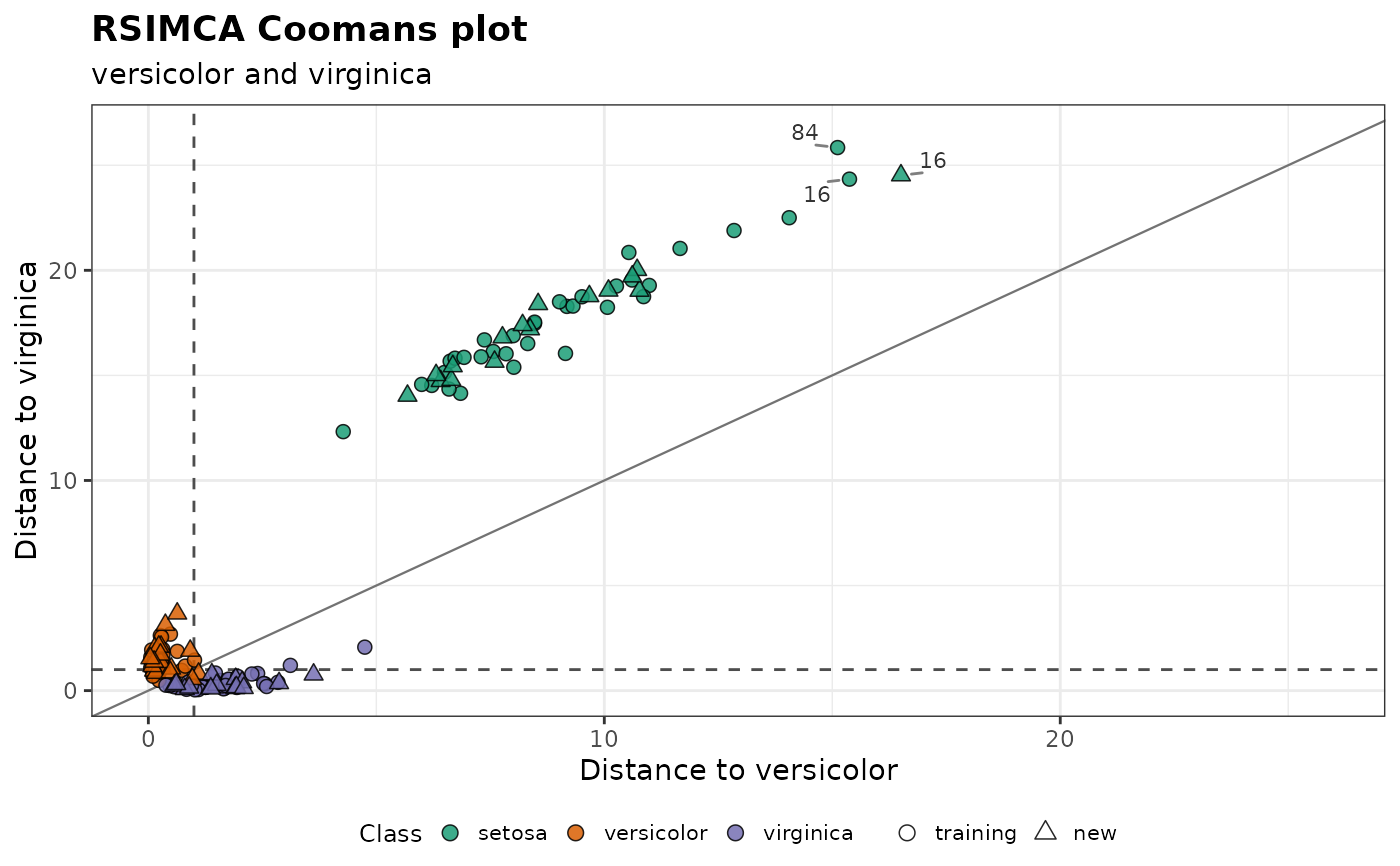 RSIMCA Coomans plot
versicolor and virginica
84
16
16
20
10
0
Distance to virginica
0 10 20
Distance to versicolor
Class setosa versicolor virginica training new